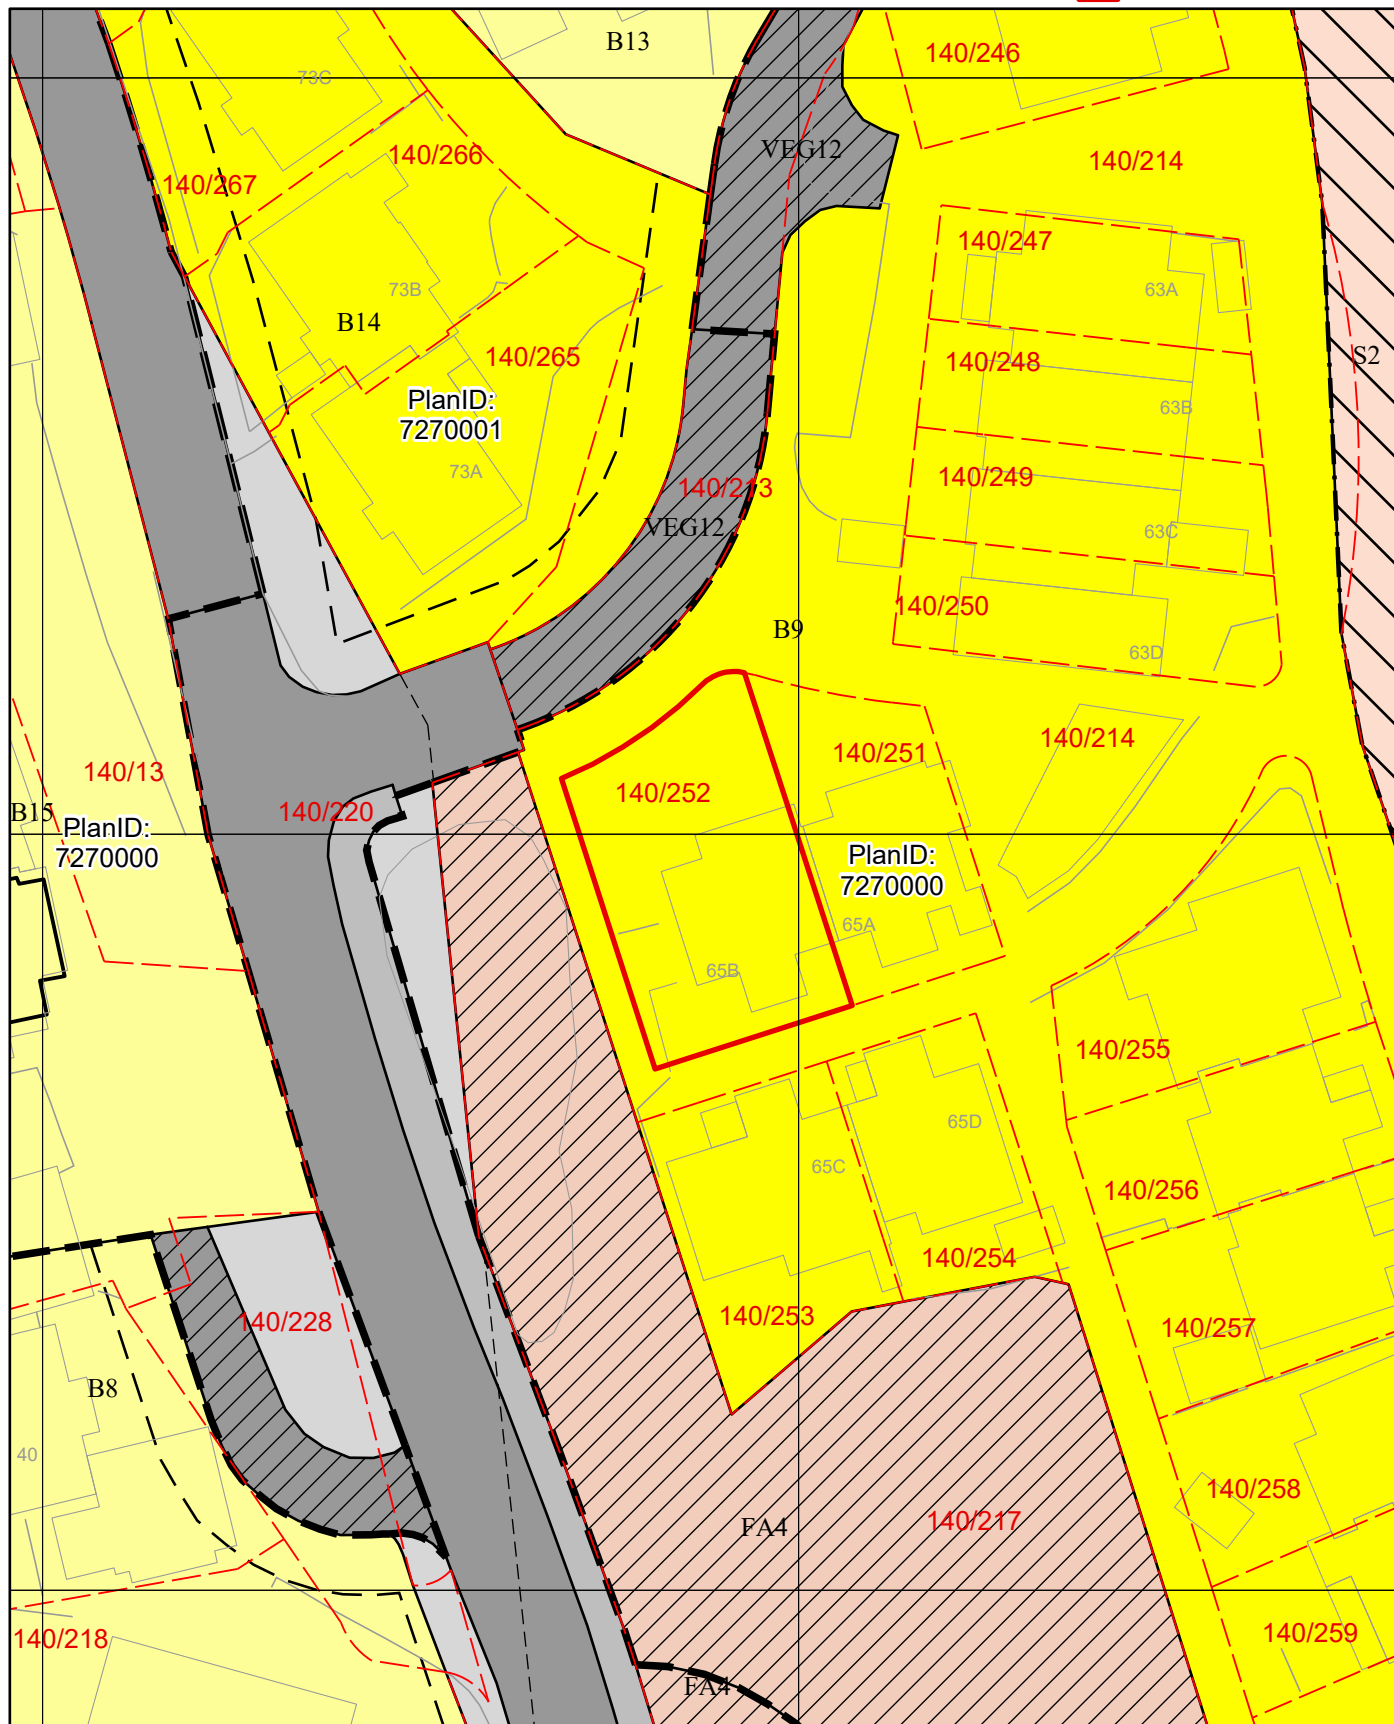 B13
140/246
73C
VEG12
140/266
140/214
140/267
140/247
73B
63A
B14
140/265
140/248
S2
PlanID:
7270001
63B
73A
140/249
140/213
VEG12
63C
140/250
B9
63D
140/214
140/251
140/13
140/252
B15
140/220
PlanID:
7270000
PlanID:
7270000
65A
65B
140/255
65D
65C
140/256
140/254
140/253
140/228
140/257
B8
40
140/258
FA4
140/217
140/218
140/259
FA4